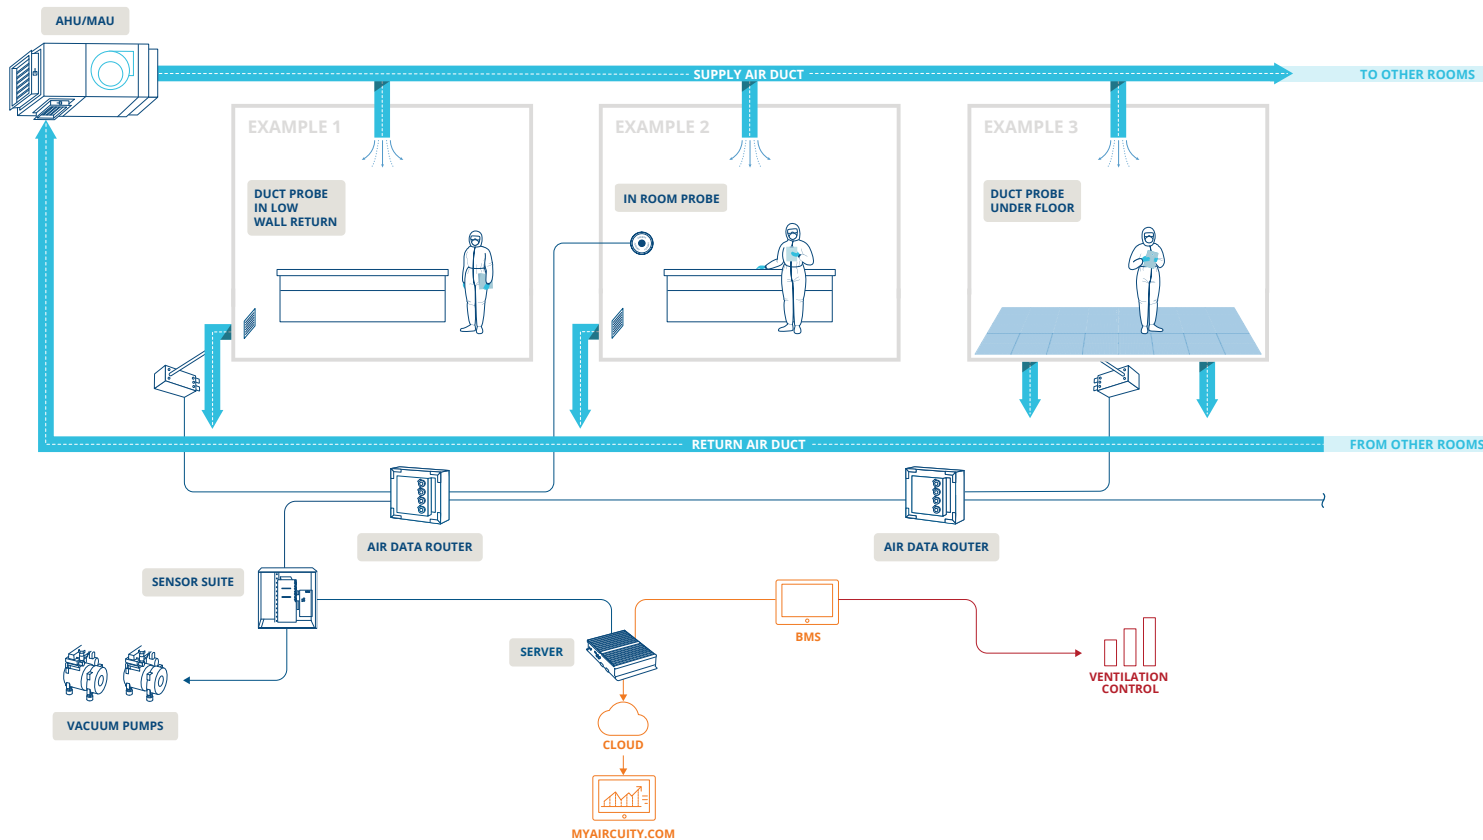 AHU/MAU
SUPPLY AIR DUCT
TO OTHER ROOMS
EXAMPLE 1
EXAMPLE 2
EXAMPLE 3
DUCT PROBE
IN LOW
WALL RETURN
IN ROOM PROBE
DUCT PROBE
UNDER FLOOR
RETURN AIR DUCT
FROM OTHER ROOMS
AIR DATA ROUTER
AIR DATA ROUTER
SENSOR SUITE
BMS
SERVER
VENTILATION
CONTROL
VACUUM PUMPS
CLOUD
MYAIRCUITY.COM